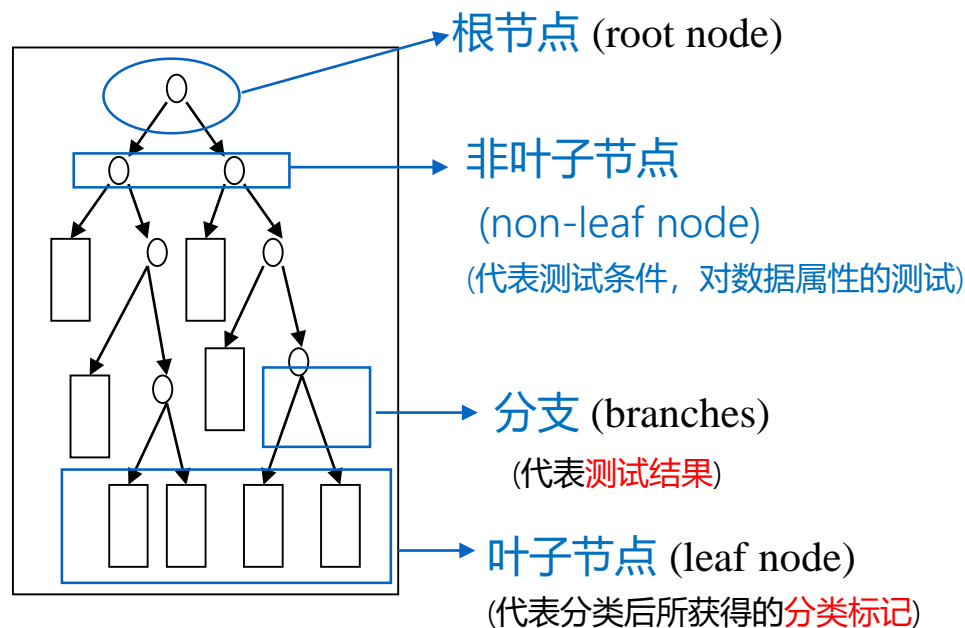 根节点 (root node)
非叶子节点
(non-leaf node)
(代表测试条件，对数据属性的测试)
分支 (branches)
(代表测试结果)
叶子节点 (leaf node)
(代表分类后所获得的分类标记)